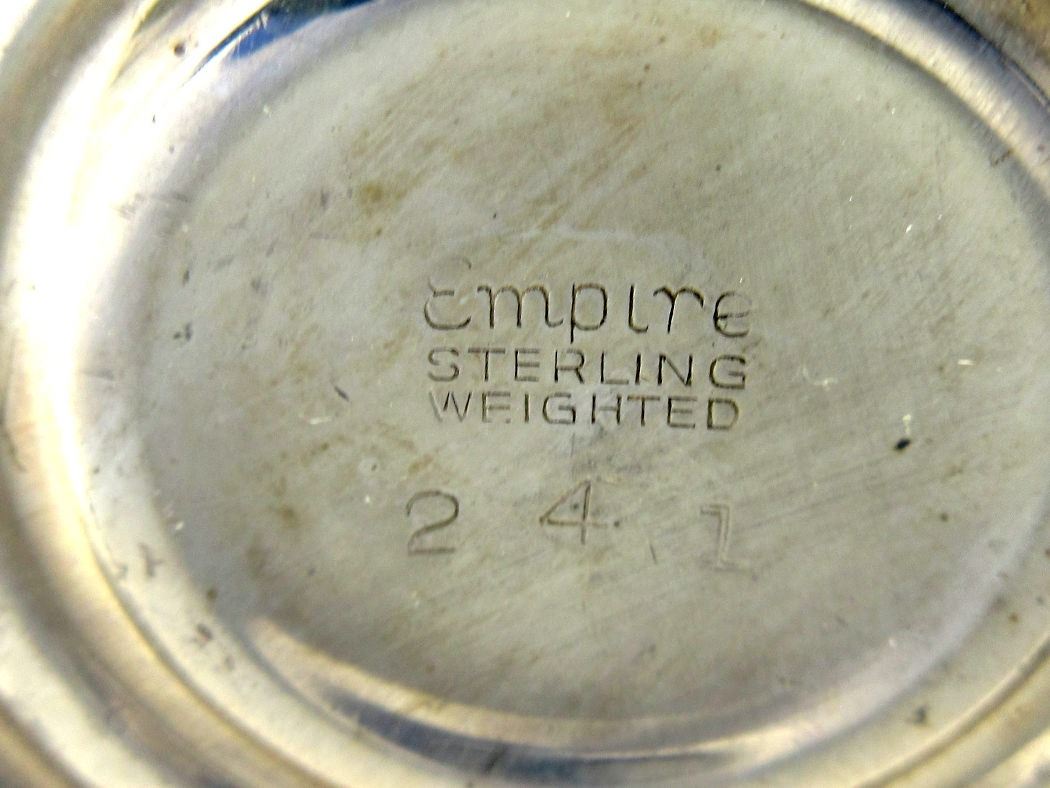 Empire
STERLING
WEIGHTED
2 4 1